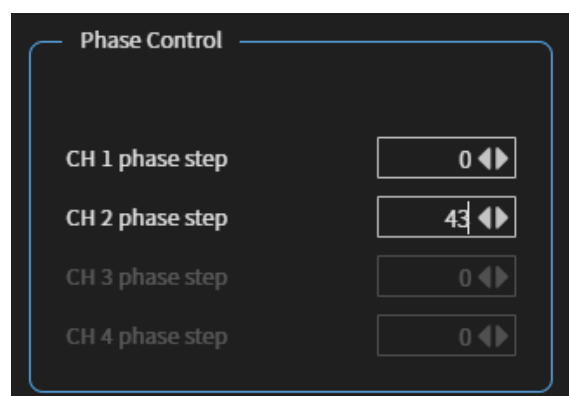 Phase Control
CH 1 phase step 0
CH 2 phase step 43
CH 3 phase step 0
CH 4 phase step 0